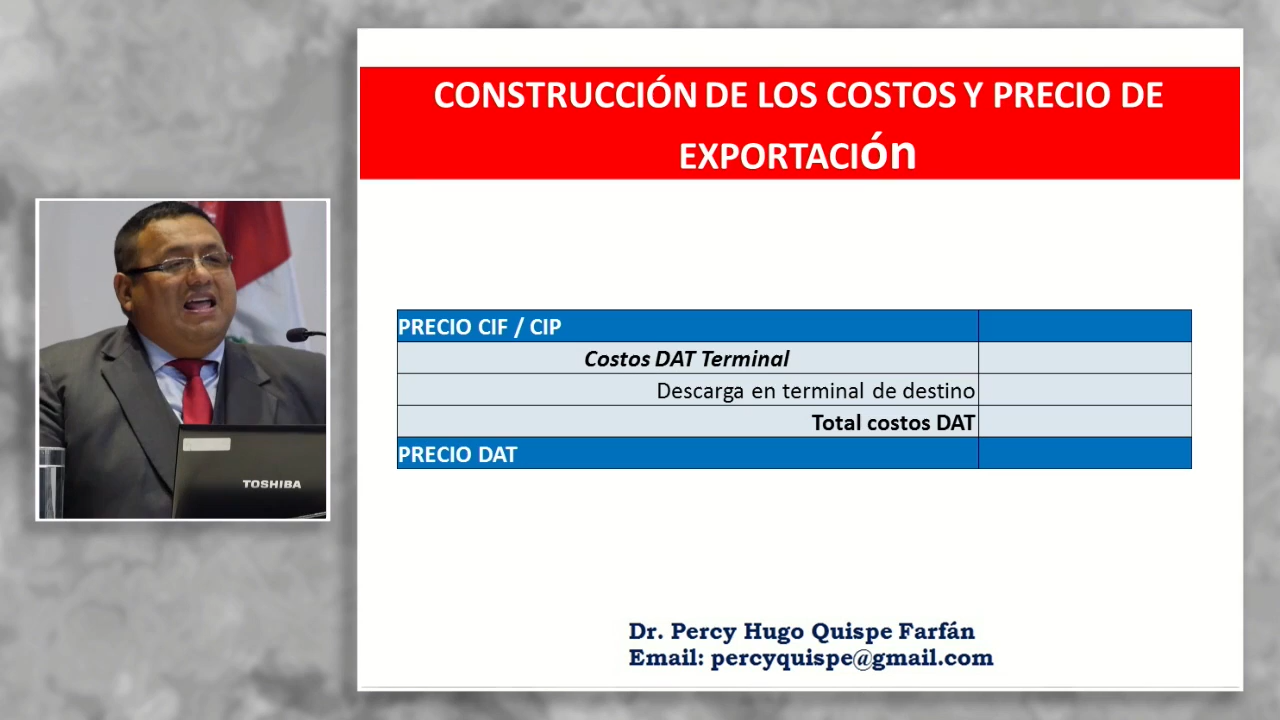 CONSTRUCCIÓN DE LOS COSTOS Y PRECIO DE
EXPORTACIón
PRECIO CIF / CIP
Costos DAT Terminal
Descarga en terminal de destino
Total costos DAT
PRECIO DAT
TOSHIBA
Dr. Percy Hugo Quispe Farfán
Email: percyquispe@gmail.com